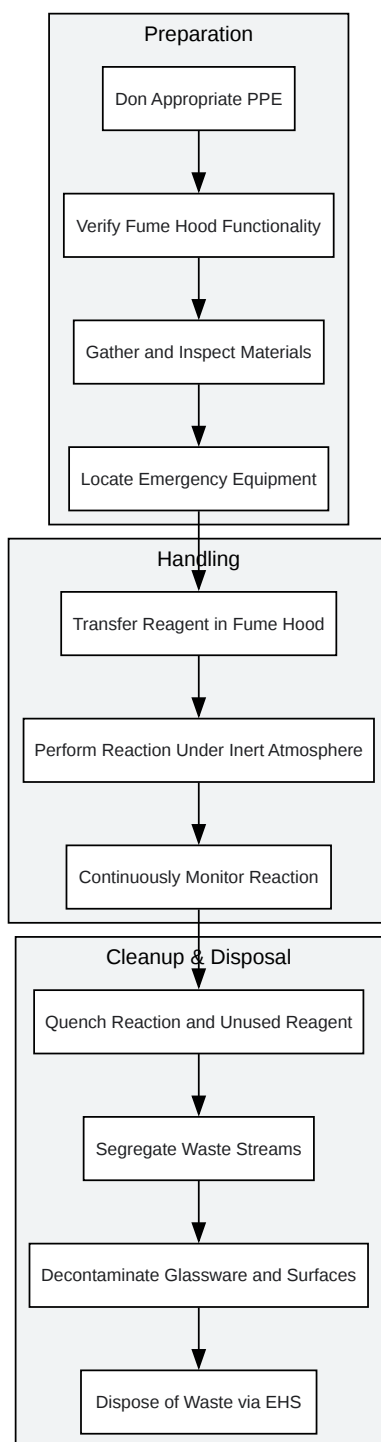 Preparation
Don Appropriate PPE
Verify Fume Hood Functionality
Gather and Inspect Materials
Locate Emergency Equipment
Handling
Transfer Reagent in Fume Hood
Perform Reaction Under Inert Atmosphere
Continuously Monitor Reaction
Cleanup & Disposal
Quench Reaction and Unused Reagent
Segregate Waste Streams
Decontaminate Glassware and Surfaces
Dispose of Waste via EHS